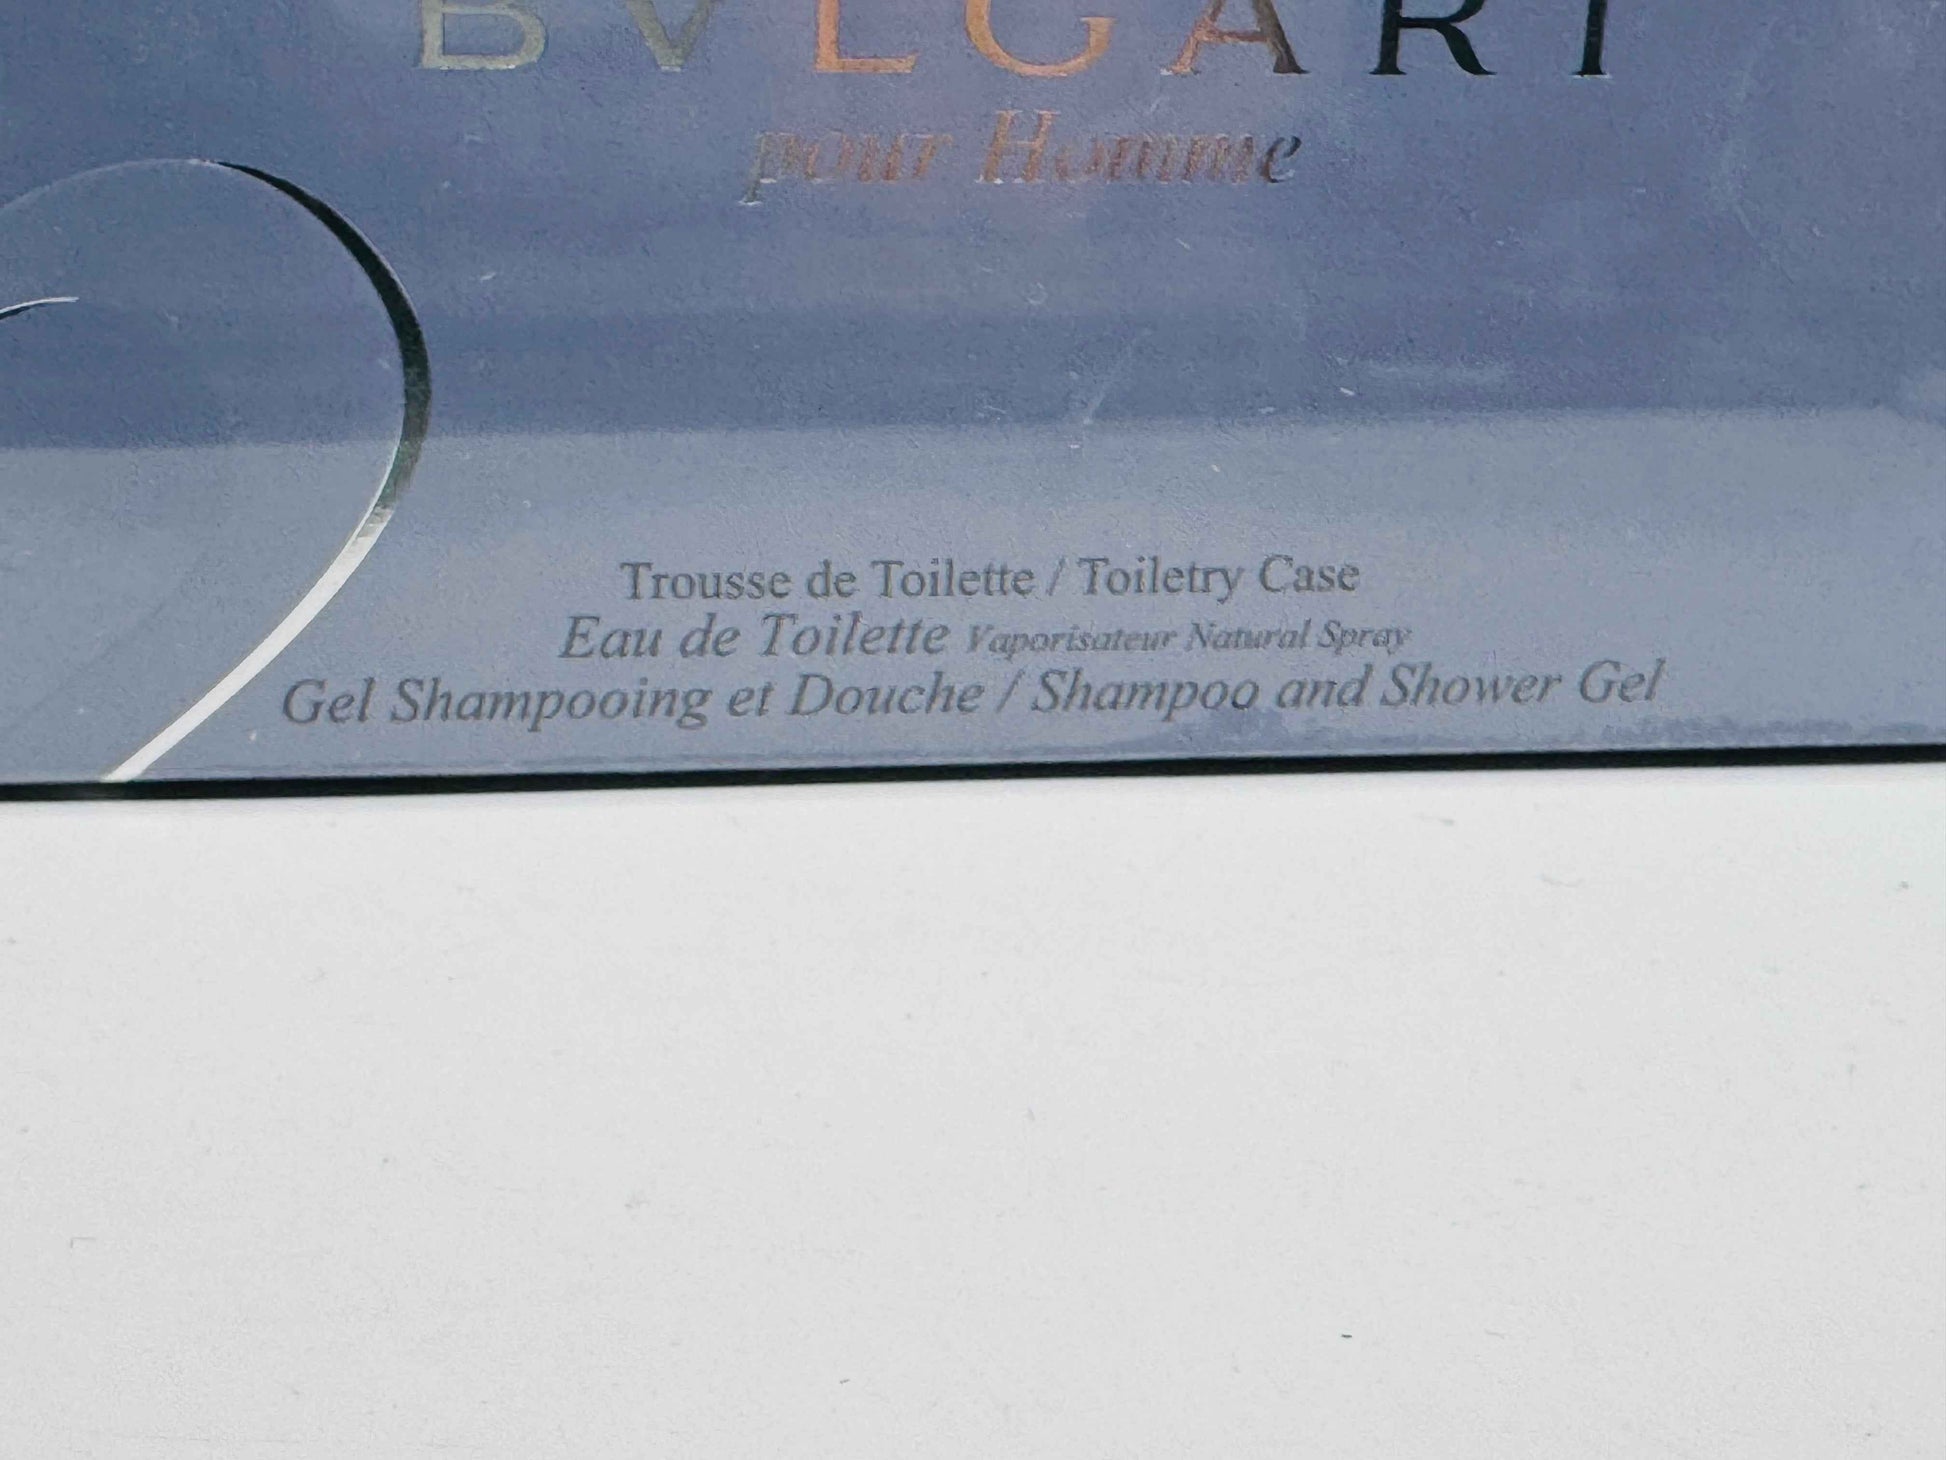 BVLGARI
pour Homme
Trousse de Toilette / Toiletry Case
Eau de Toilette Vaporisateur Natural Spray
Gel Shampooing et Douche / Shampoo and Shower Gel